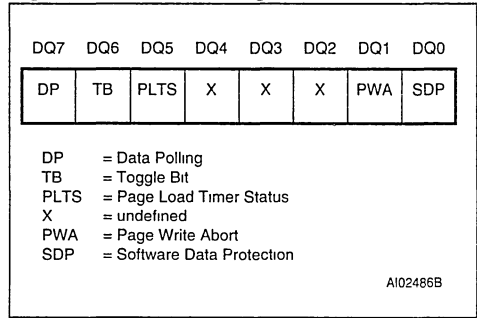 DQ7 DQ6 DQ5 DQ4 DQ3 DQ2 DQ1 DQ0
DP TB PLTS X X X PWA SDP
DP = Data Polling
TB = Toggle Bit
PLTS = Page Load Timer Status
X = undefined
PWA = Page Write Abort
SDP = Software Data Protection
AI02486B